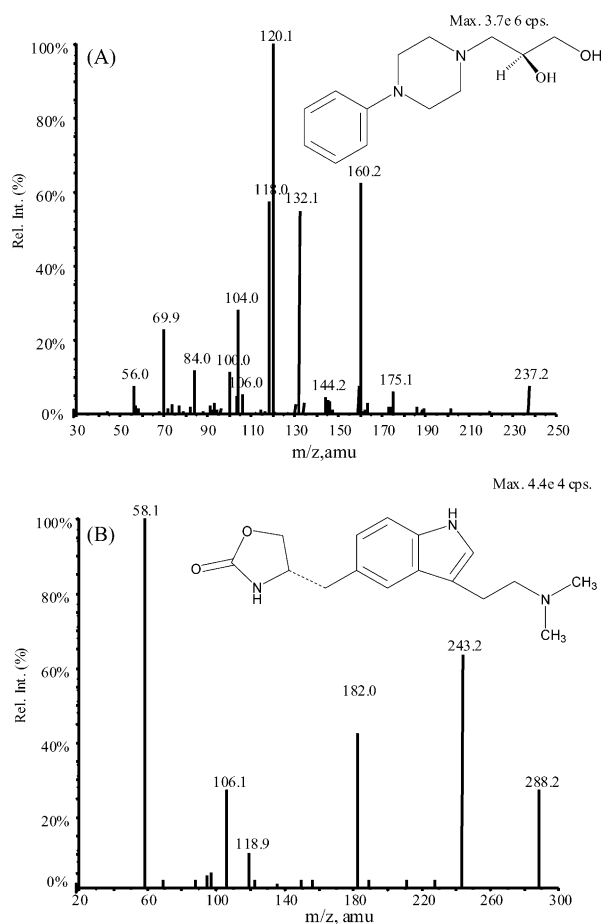 Max. 3.7e 6 cps.
(A)
Rel. Int. (%)
100%
80%
60%
40%
20%
0%
120.1
118.0
132.1
160.2
104.0
69.9
56.0
84.0
100.0
106.0
144.2
175.1
237.2
N
N
H
OH
OH
30 50 70 90 110 130 150 170 190 210 230 250
m/z,amu
Max. 4.4e 4 cps.
(B)
Rel. Int. (%)
100%
80%
60%
40%
20%
0%
58.1
106.1
118.9
182.0
243.2
288.2
O
O
N
H
H
N
N
CH3
CH3
20 60 100 140 180 220 260 300
m/z, amu